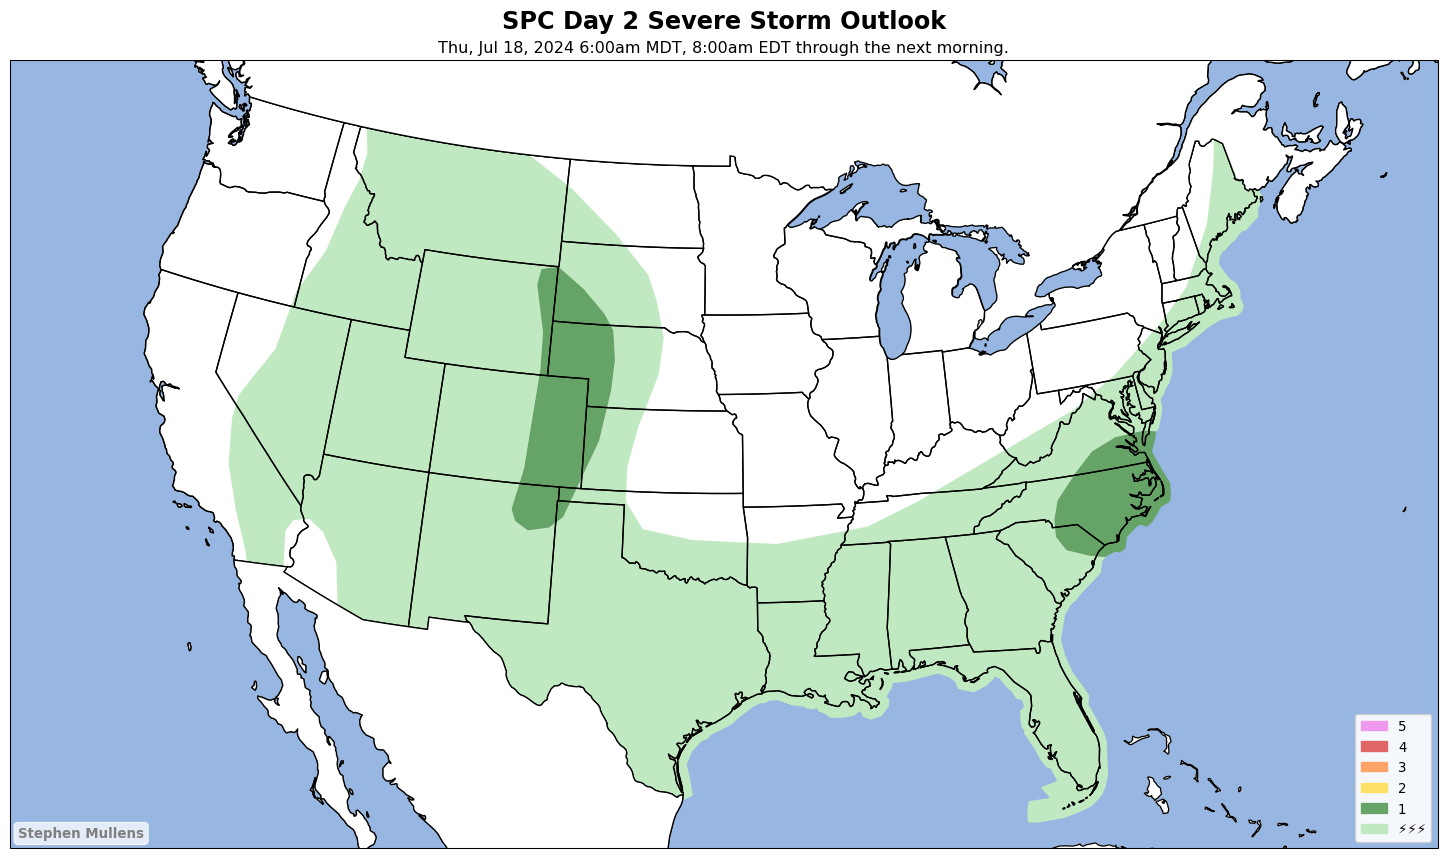 SPC Day 2 Severe Storm Outlook
Thu, Jul 18, 2024 6:00am MDT, 8:00am EDT through the next morning.
5
4
3
2
1
⚡⚡⚡
Stephen Mullens